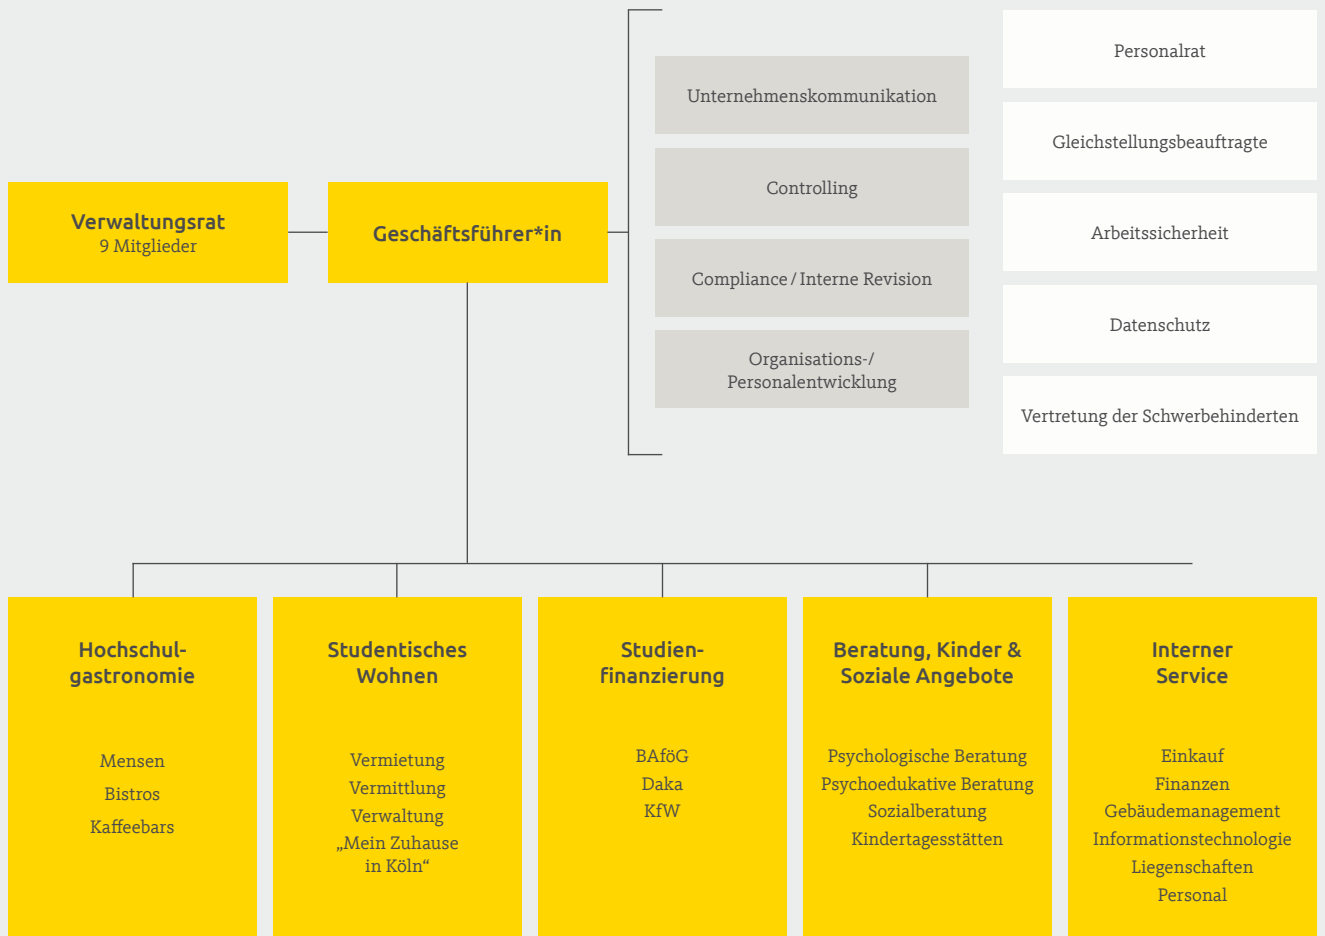 Verwaltungsrat
9 Mitglieder
Geschäftsführer*in
Unternehmenskommunikation
Controlling
Compliance / Interne Revision
Organisations-/
Personalentwicklung
Personalrat
Gleichstellungsbeauftragte
Arbeitssicherheit
Datenschutz
Vertretung der Schwerbehinderten
Hochschul-
gastronomie
Mensen
Bistros
Kaffeebars
Studentisches
Wohnen
Vermietung
Vermittlung
Verwaltung
„Mein Zuhause
in Köln“
Studien-
finanzierung
BAföG
Daka
KfW
Beratung, Kinder &
Soziale Angebote
Psychologische Beratung
Psychoedukative Beratung
Sozialberatung
Kindertagesstätten
Interner
Service
Einkauf
Finanzen
Gebäudemanagement
Informationstechnologie
Liegenschaften
Personal